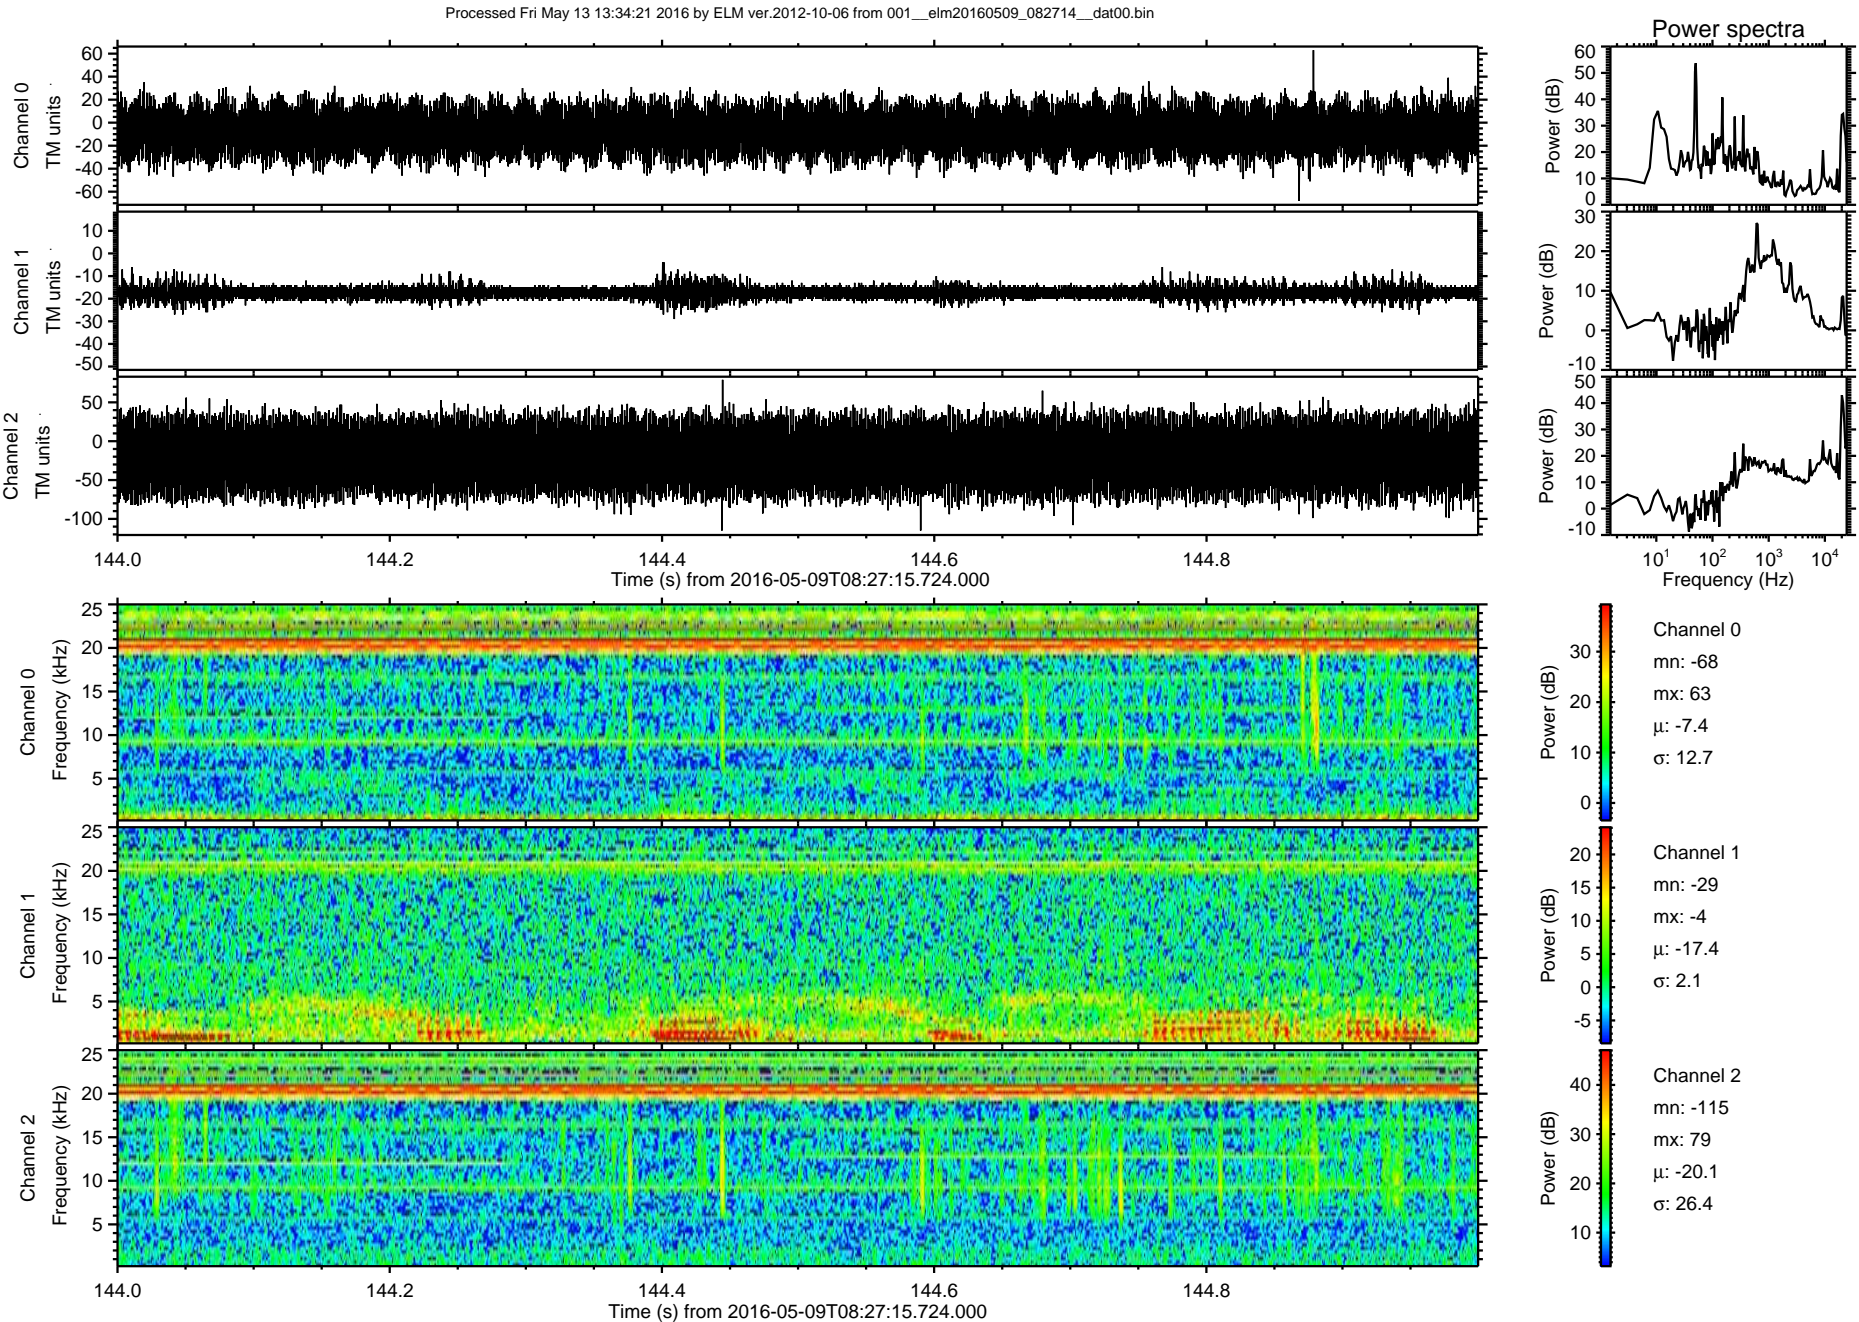 Processed Fri May 13 13:34:21 2016 by ELM ver.2012-10-06 from 001__elm20160509_082714__dat00.bin
Power spectra
Channel 0
TM units
60
40
20
0
-20
-40
-60
Power (dB)
60
50
40
30
20
10
0
Channel 1
TM units
10
0
-10
-20
-30
-40
-50
Power (dB)
30
20
10
0
-10
Channel 2
TM units
50
0
-50
-100
Power (dB)
50
40
30
20
10
0
-10
144.0 144.2 144.4 144.6 144.8
Time (s) from 2016-05-09T08:27:15.724.000
10^1 10^2 10^3 10^4
Frequency (Hz)
Channel 0
Frequency (kHz)
25
20
15
10
5
Power (dB)
30
20
10
0
Channel 0
mn: -68
mx: 63
μ: -7.4
σ: 12.7
Channel 1
Frequency (kHz)
25
20
15
10
5
Power (dB)
20
15
10
5
0
-5
Channel 1
mn: -29
mx: -4
μ: -17.4
σ: 2.1
Channel 2
Frequency (kHz)
25
20
15
10
5
Power (dB)
40
30
20
10
Channel 2
mn: -115
mx: 79
μ: -20.1
σ: 26.4
144.0 144.2 144.4 144.6 144.8
Time (s) from 2016-05-09T08:27:15.724.000